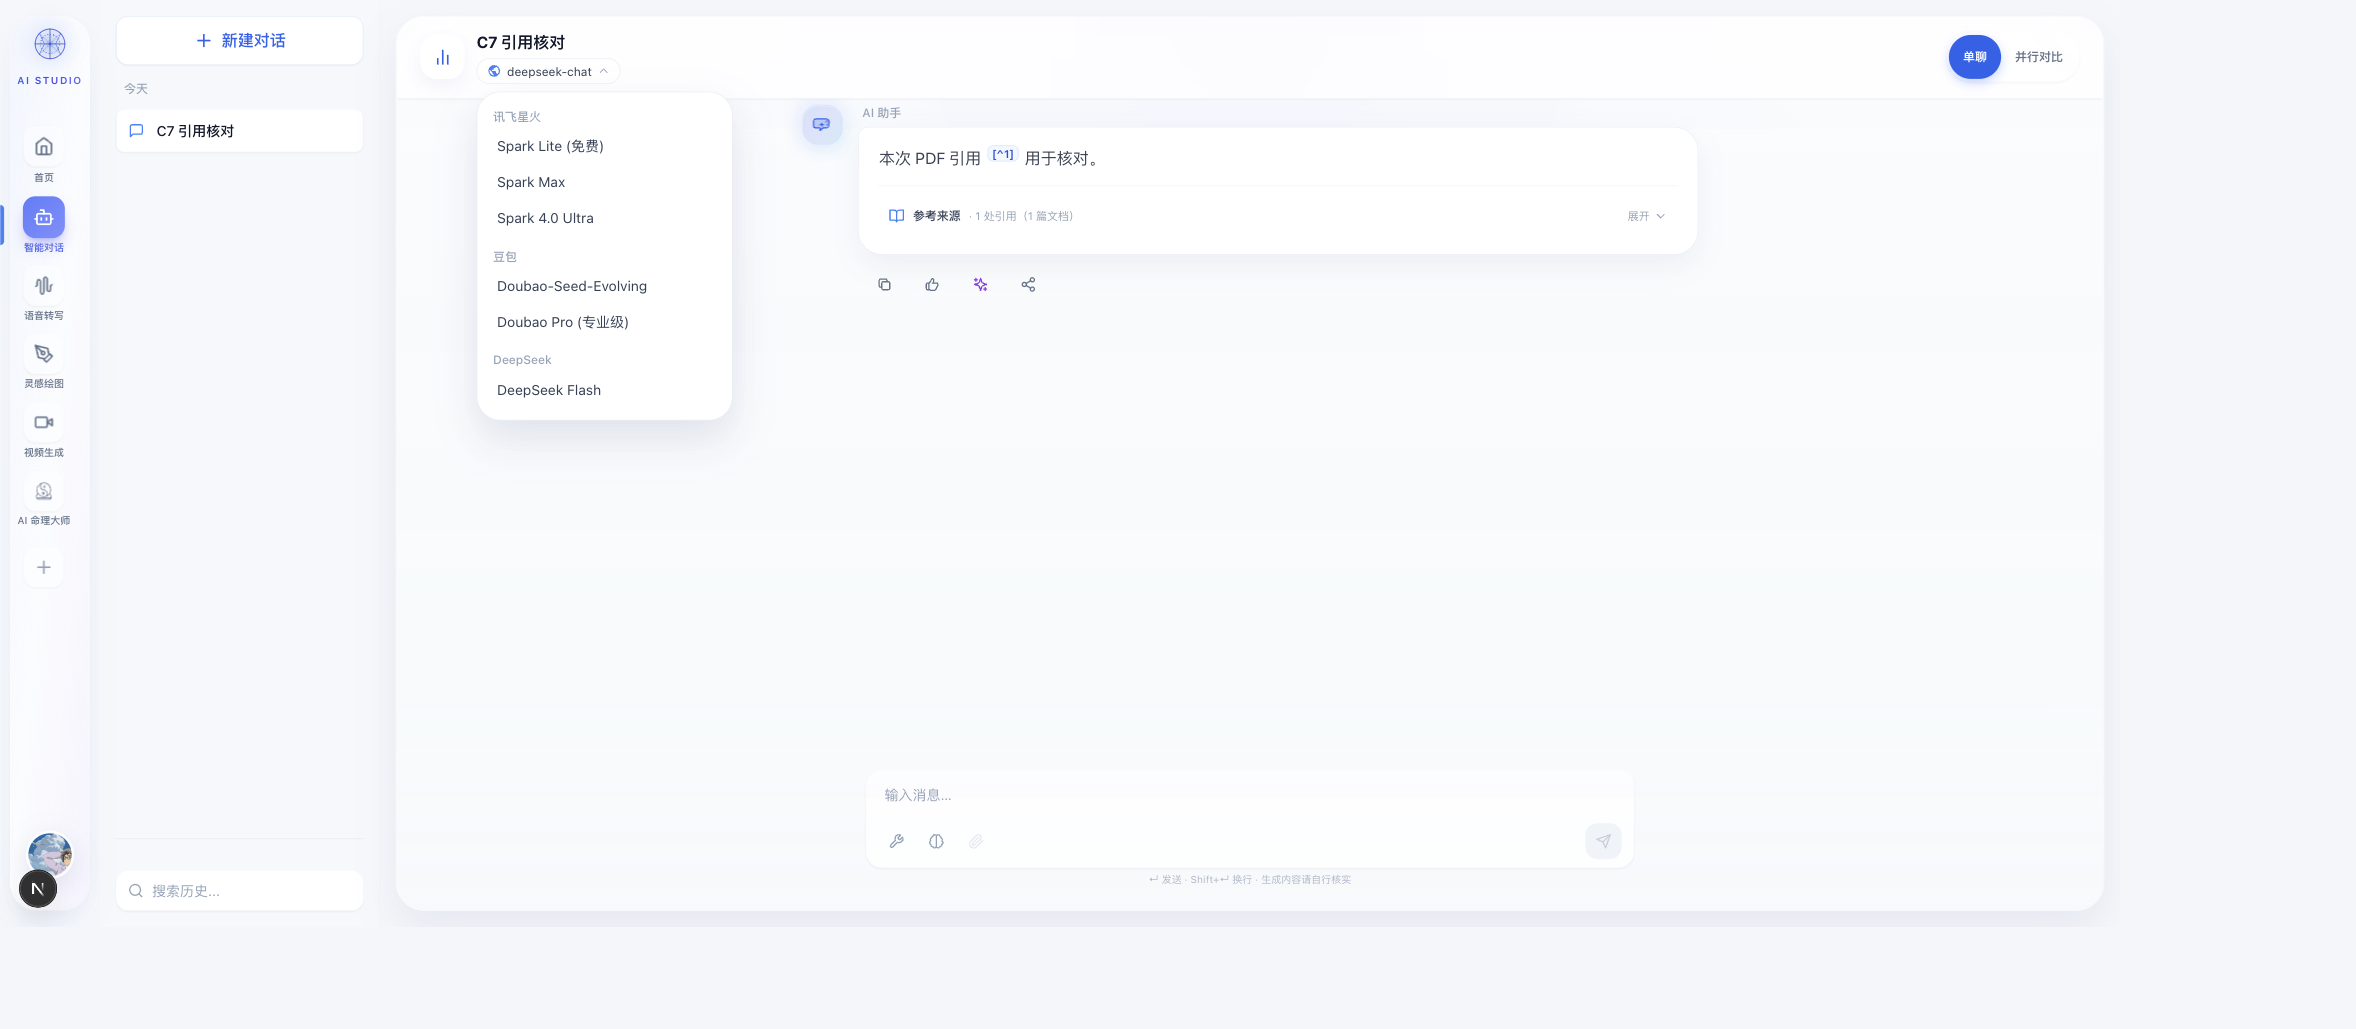 AI STUDIO
首页
智能对话
语音转写
灵感绘图
视频生成
AI 命理大师
N
新建对话
今天
C7 引用核对
搜索历史...
C7 引用核对
deepseek-chat
单聊
并行对比
讯飞星火
Spark Lite (免费)
Spark Max
Spark 4.0 Ultra
豆包
Doubao-Seed-Evolving
Doubao Pro (专业级)
DeepSeek
DeepSeek Flash
AI 助手
本次 PDF 引用 [^1] 用于核对。
参考来源 · 1 处引用（1 篇文档） 展开
输入消息...
↵ 发送 · Shift+↵ 换行 · 生成内容请自行核实